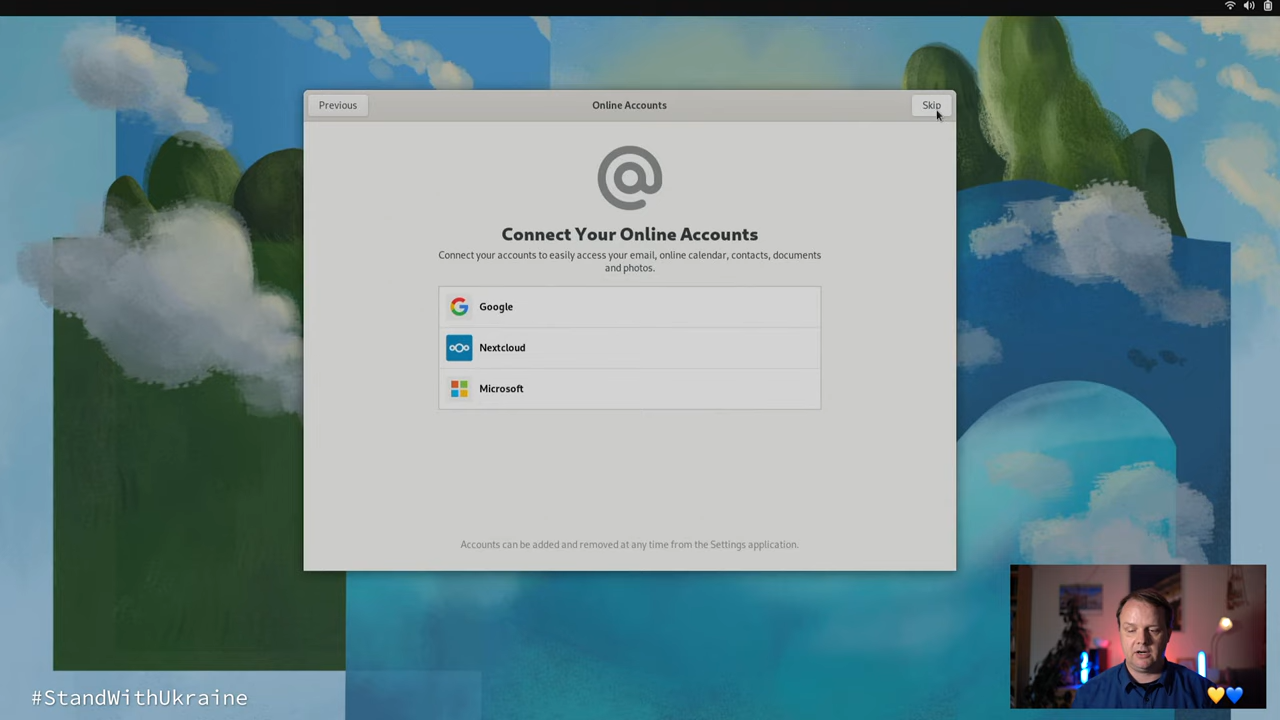 Previous
Online Accounts
Skip
Connect Your Online Accounts
Connect your accounts to easily access your email, online calendar, contacts, documents
and photos.
Google
Nextcloud
Microsoft
Accounts can be added and removed at any time from the Settings application.
#StandWithUkraine